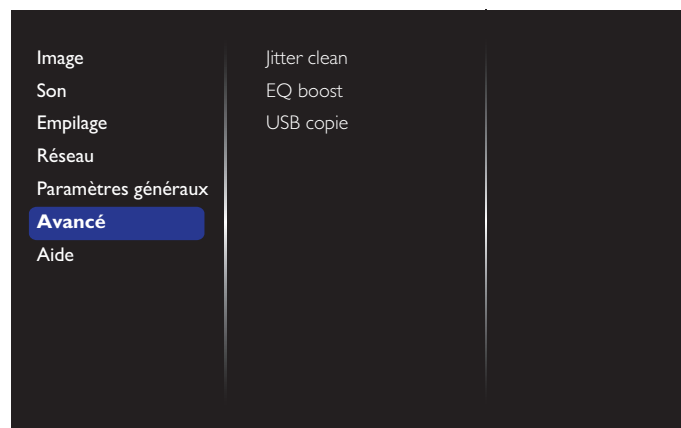 Image
Son
Empilage
Réseau
Paramètres généraux
Avancé
Aide
Jitter clean
EQ boost
USB copie